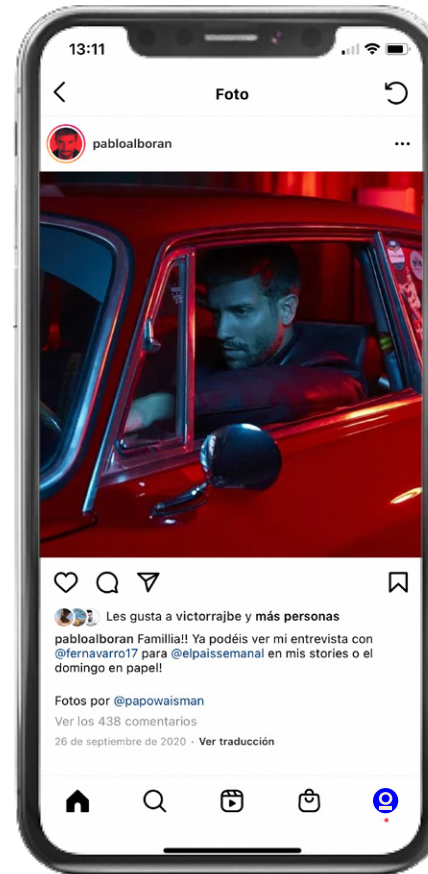 13:11
Foto
pabloalboran
Les gusta a victorrajbe y más personas
pabloalboran Famillia!! Ya podéis ver mi entrevista con
@fernavarro17 para @elpaissemanal en mis stories o el
domingo en papel!
Fotos por @papowaisman
Ver los 438 comentarios
26 de septiembre de 2020 · Ver traducción